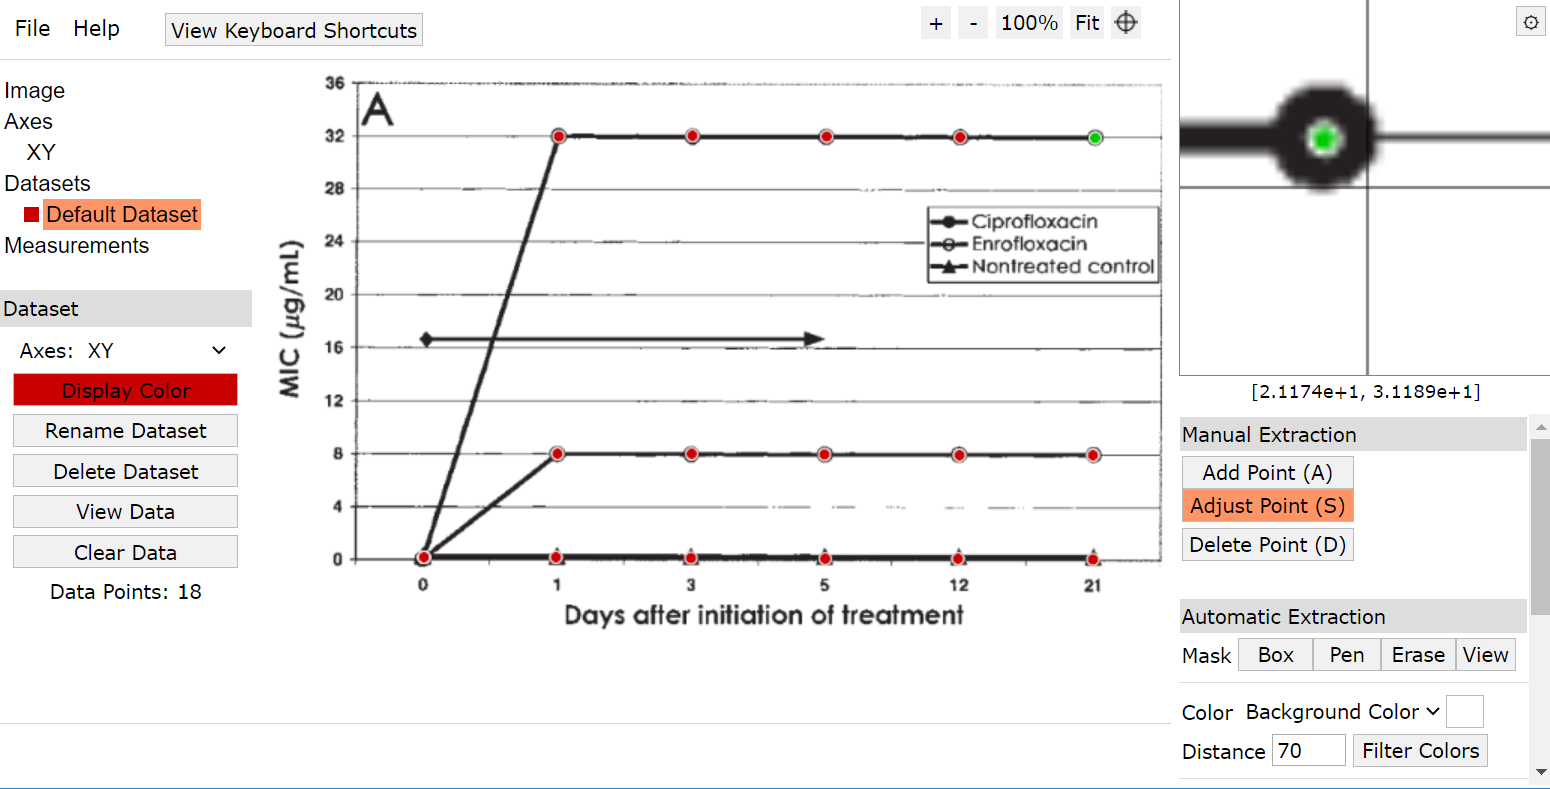 File Help View Keyboard Shortcuts + - 100% Fit
Image
Axes
XY
Datasets
Default Dataset
Measurements
Dataset
Axes: XY
Display Color
Rename Dataset
Delete Dataset
View Data
Clear Data
Data Points: 18
A
36
32
28
24
20
16
12
8
4
0
MIC (μg/mL)
Ciprofloxacin
Enrofloxacin
Nontreated control
0 1 3 5 12 21
Days after initiation of treatment
[2.1174e+1, 3.1189e+1]
Manual Extraction
Add Point (A)
Adjust Point (S)
Delete Point (D)
Automatic Extraction
Mask Box Pen Erase View
Color Background Color
Distance 70 Filter Colors